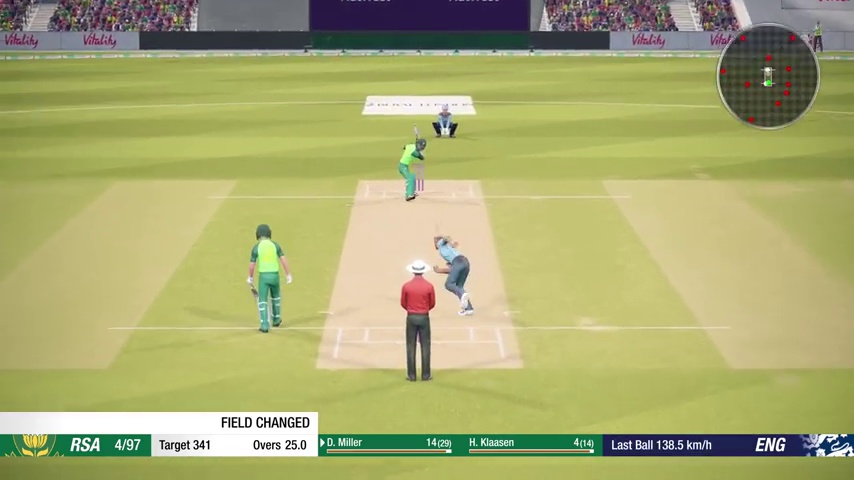 Vitality
Vitality
Vitality
FIELD CHANGED
RSA 4/97 Target 341 Overs 25.0 D. Miller 14(29) H. Klaasen 4(14) Last Ball 138.5 km/h ENG